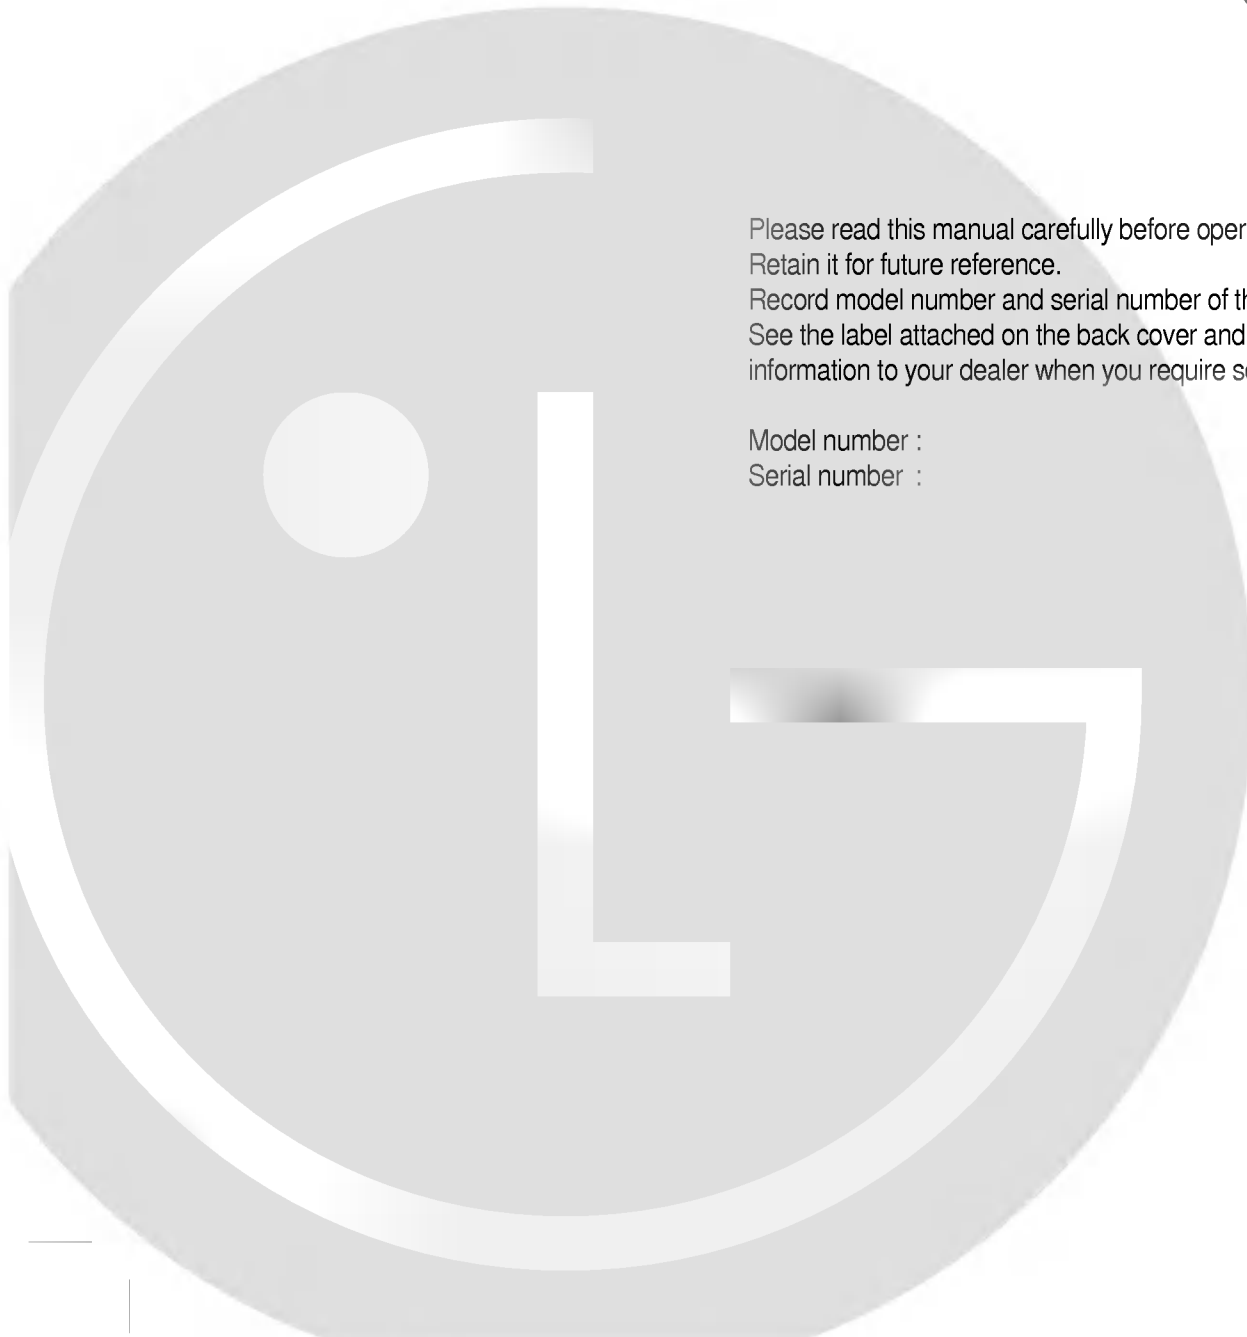 Please read this manual carefully before oper
Retain it for future reference.
Record model number and serial number of th
See the label attached on the back cover and
information to your dealer when you require se

Model number :
Serial number :
LG